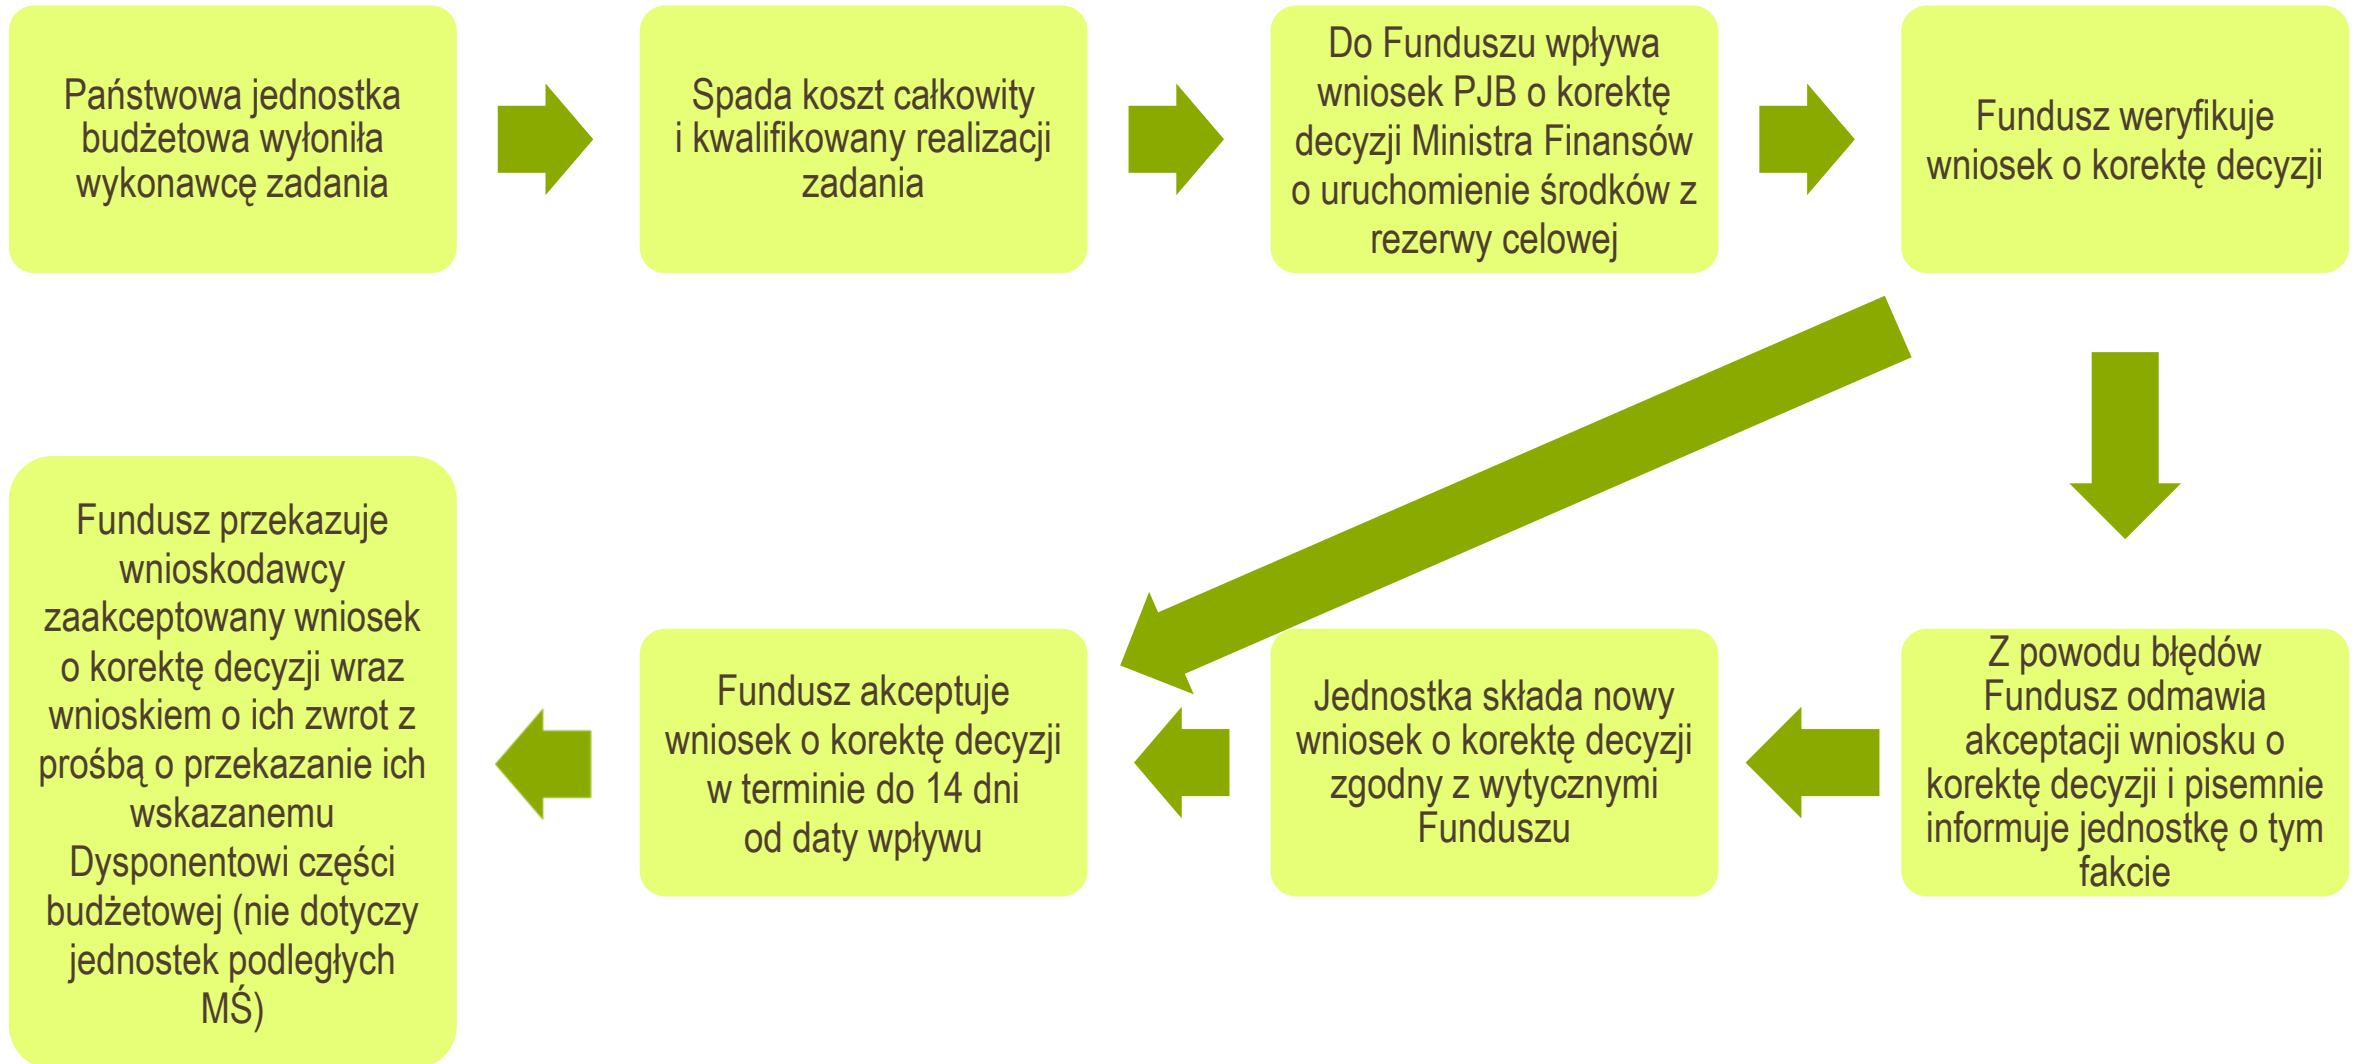 Państwowa jednostka
budżetowa wyłoniła
wykonawcę zadania
Spada koszt całkowity
i kwalifikowany realizacji
zadania
Do Funduszu wpływa
wniosek PJB o korektę
decyzji Ministra Finansów
o uruchomienie środków z
rezerwy celowej
Fundusz weryfikuje
wniosek o korektę decyzji
Z powodu błędów
Fundusz odmawia
akceptacji wniosku o
korektę decyzji i pisemnie
informuje jednostkę o tym
fakcie
Jednostka składa nowy
wniosek o korektę decyzji
zgodny z wytycznymi
Funduszu
Fundusz akceptuje
wniosek o korektę decyzji
w terminie do 14 dni
od daty wpływu
Fundusz przekazuje
wnioskodawcy
zaakceptowany wniosek
o korektę decyzji wraz
wnioskiem o ich zwrot z
prośbą o przekazanie ich
wskazanemu
Dysponentowi części
budżetowej (nie dotyczy
jednostek podległych
MŚ)